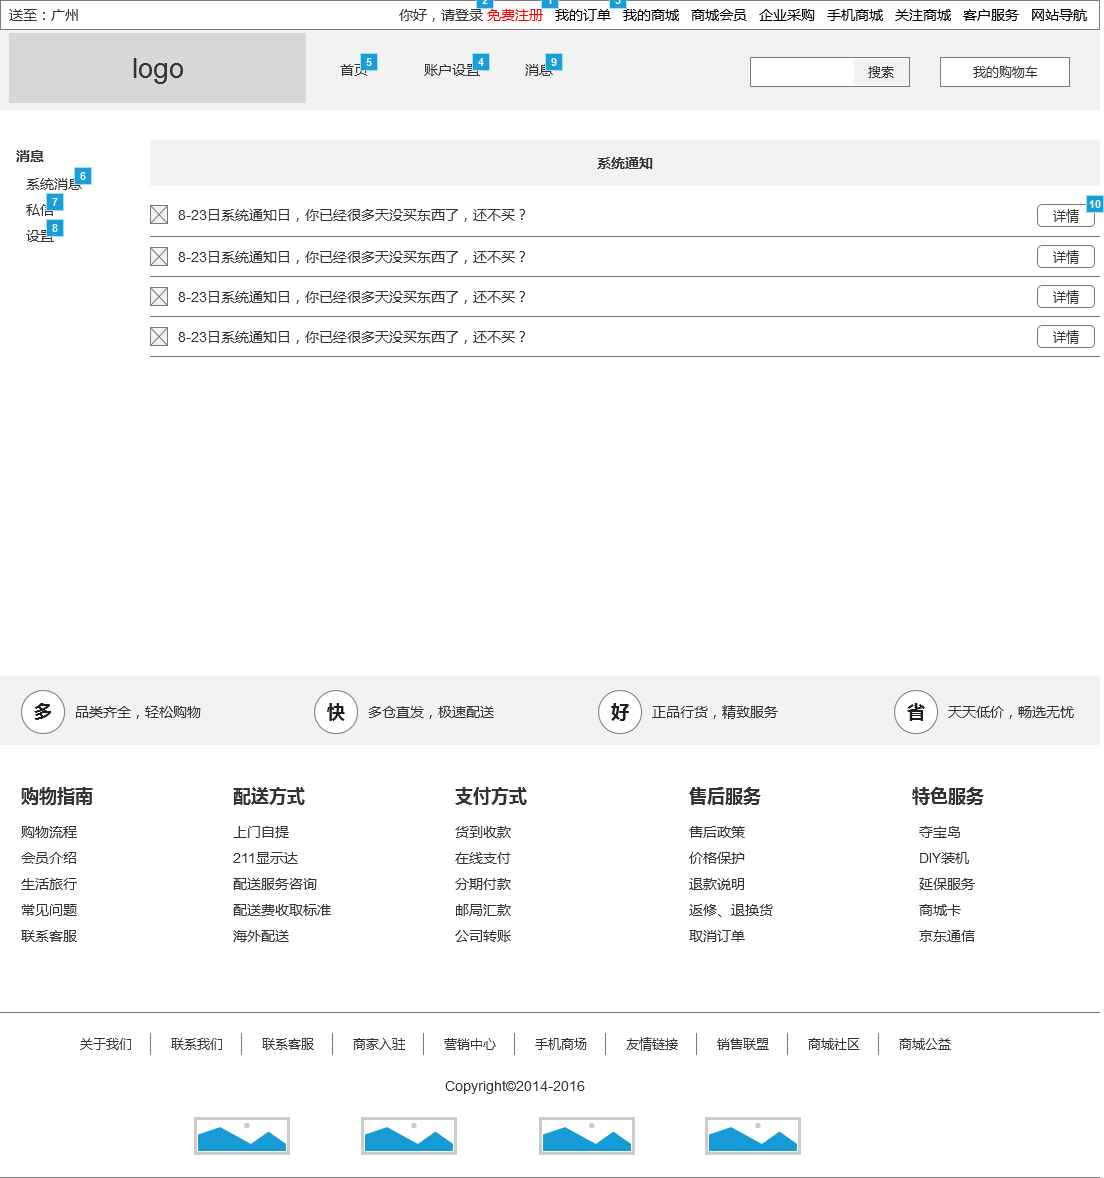 送至：广州 你好，请登录 免费注册 我的订单 我的商城 商城会员 企业采购 手机商城 关注商城 客户服务 网站导航
2 1 3
logo 首页 5 账户设置 4 消息 9 搜索 我的购物车
消息
系统消息 6
私信 7
设置 8
系统通知
8-23日系统通知日，你已经很多天没买东西了，还不买？ 详情 10
8-23日系统通知日，你已经很多天没买东西了，还不买？ 详情
8-23日系统通知日，你已经很多天没买东西了，还不买？ 详情
8-23日系统通知日，你已经很多天没买东西了，还不买？ 详情
多 品类齐全，轻松购物 快 多仓直发，极速配送 好 正品行货，精致服务 省 天天低价，畅选无忧
购物指南 配送方式 支付方式 售后服务 特色服务
购物流程 上门自提 货到收款 售后政策 夺宝岛
会员介绍 211显示达 在线支付 价格保护 DIY装机
生活旅行 配送服务咨询 分期付款 退款说明 延保服务
常见问题 配送费收取标准 邮局汇款 返修、退换货 商城卡
联系客服 海外配送 公司转账 取消订单 京东通信
关于我们 联系我们 联系客服 商家入驻 营销中心 手机商场 友情链接 销售联盟 商城社区 商城公益
Copyright©2014-2016